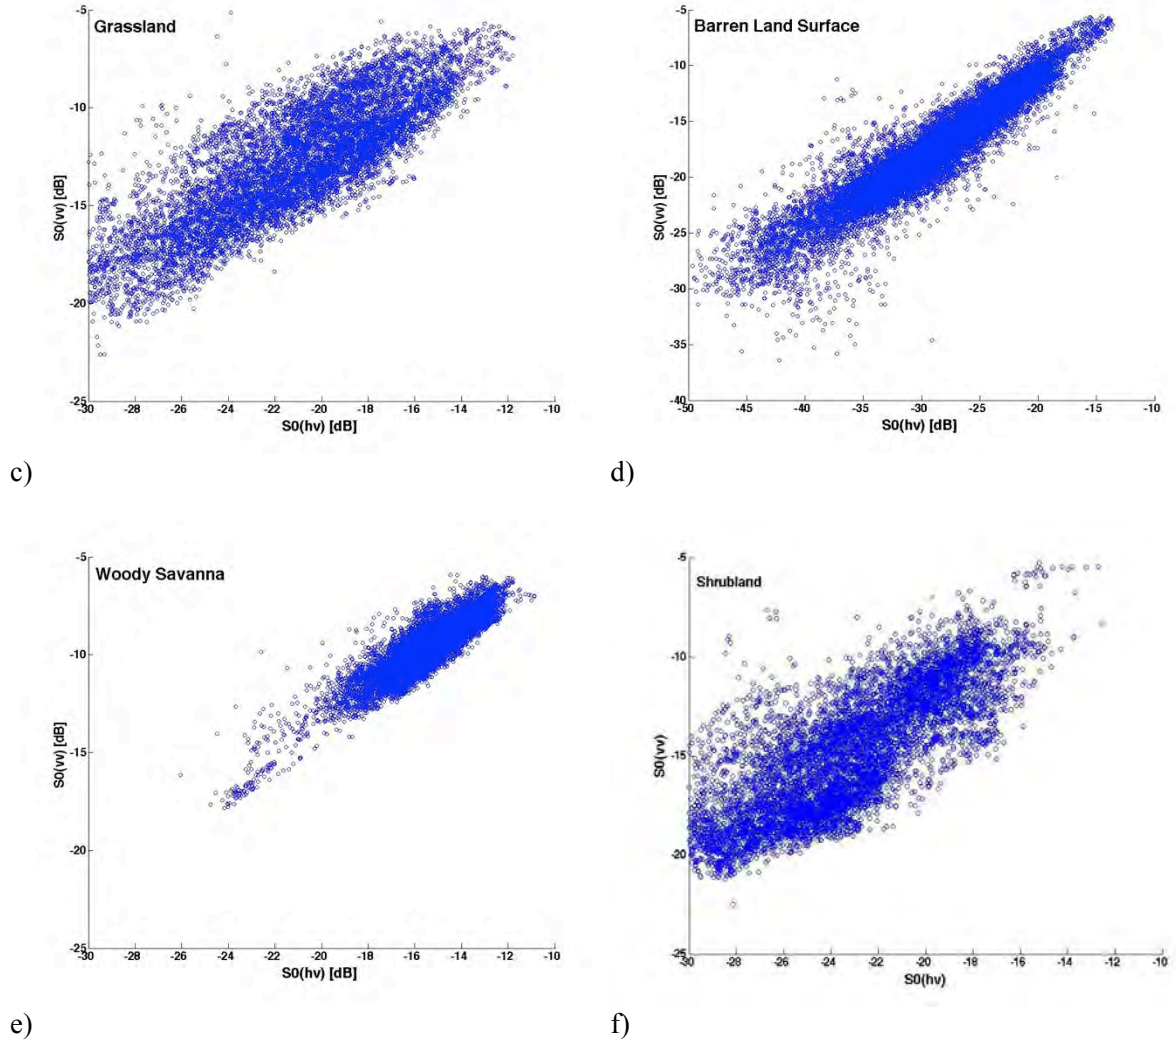 Grassland
S0(vv) [dB]
-5
-10
-15
-20
-25
-30 -28 -26 -24 -22 -20 -18 -16 -14 -12 -10
S0(hv) [dB]
Barren Land Surface
S0(vv) [dB]
-5
-10
-15
-20
-25
-30
-35
-40
-50 -45 -40 -35 -30 -25 -20 -15 -10
S0(hv) [dB]
c)
d)
Woody Savanna
S0(vv) [dB]
-5
-10
-15
-20
-25
-30 -28 -26 -24 -22 -20 -18 -16 -14 -12 -10
S0(hv) [dB]
Shrubland
S0(vv)
-5
-10
-15
-20
-25
-30 -28 -26 -24 -22 -20 -18 -16 -14 -12 -10
S0(hv)
e)
f)